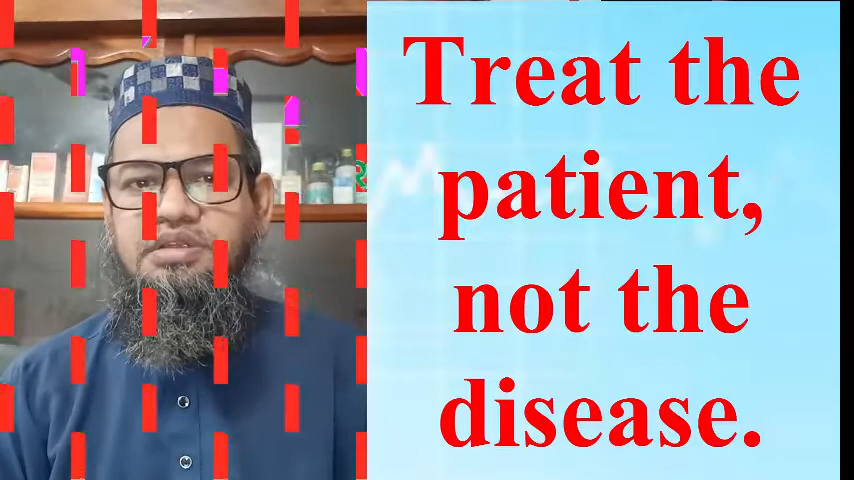 Treat the
patient,
not the
disease.